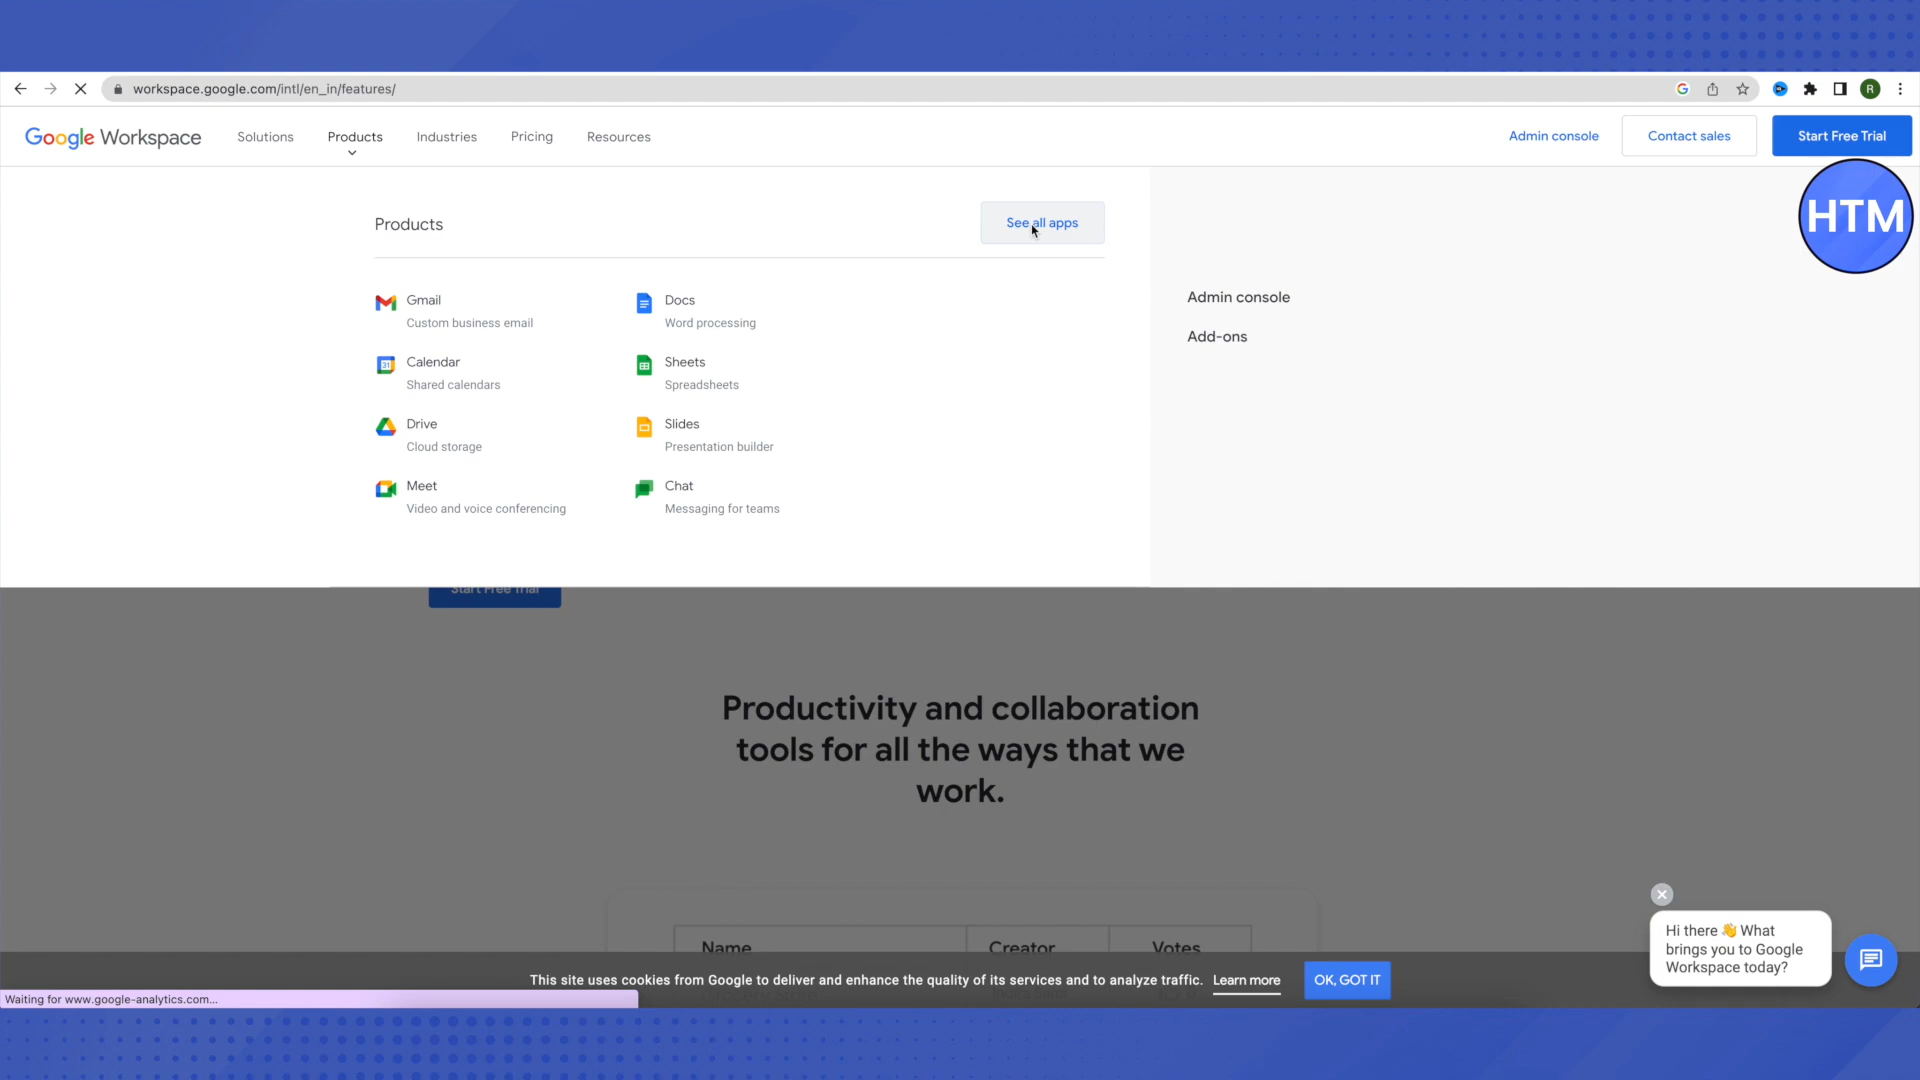 workspace.google.com/intl/en_in/features/
R
Google Workspace
Solutions
Products
Industries
Pricing
Resources
Admin console
Contact sales
Start Free Trial
HTM
Products
See all apps
Gmail
Custom business email
Docs
Word processing
Calendar
31
Shared calendars
Sheets
Spreadsheets
Drive
Cloud storage
Slides
Presentation builder
Meet
Video and voice conferencing
Chat
Messaging for teams
Admin console
Add-ons
Start Free Trial
Productivity and collaboration
tools for all the ways that we
work.
Name
Creator
Votes
Hi there 👋 What
brings you to Google
Workspace today?
This site uses cookies from Google to deliver and enhance the quality of its services and to analyze traffic. Learn more
OK, GOT IT
Waiting for www.google-analytics.com...